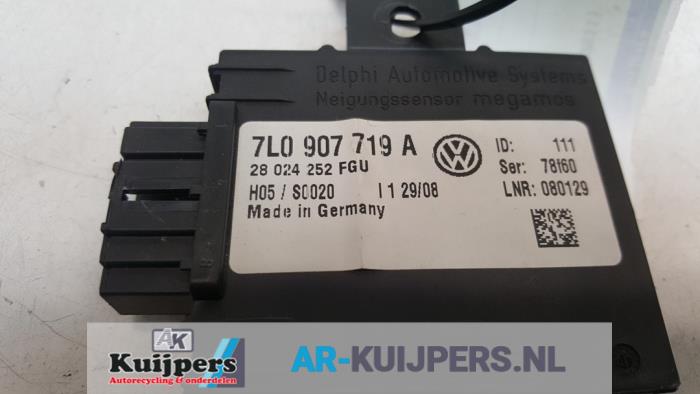 Delphi Automotive Systems
Neigungssensor megamos
7L0 907 719 A
28 024 252 FGU
H05 / S0020 I 1 29/08
Made in Germany
ID: 111
Ser: 78160
LNR: 080129
AK
Kuijpers
Autorecycling & onderdelen
AR-KUIJPERS.NL